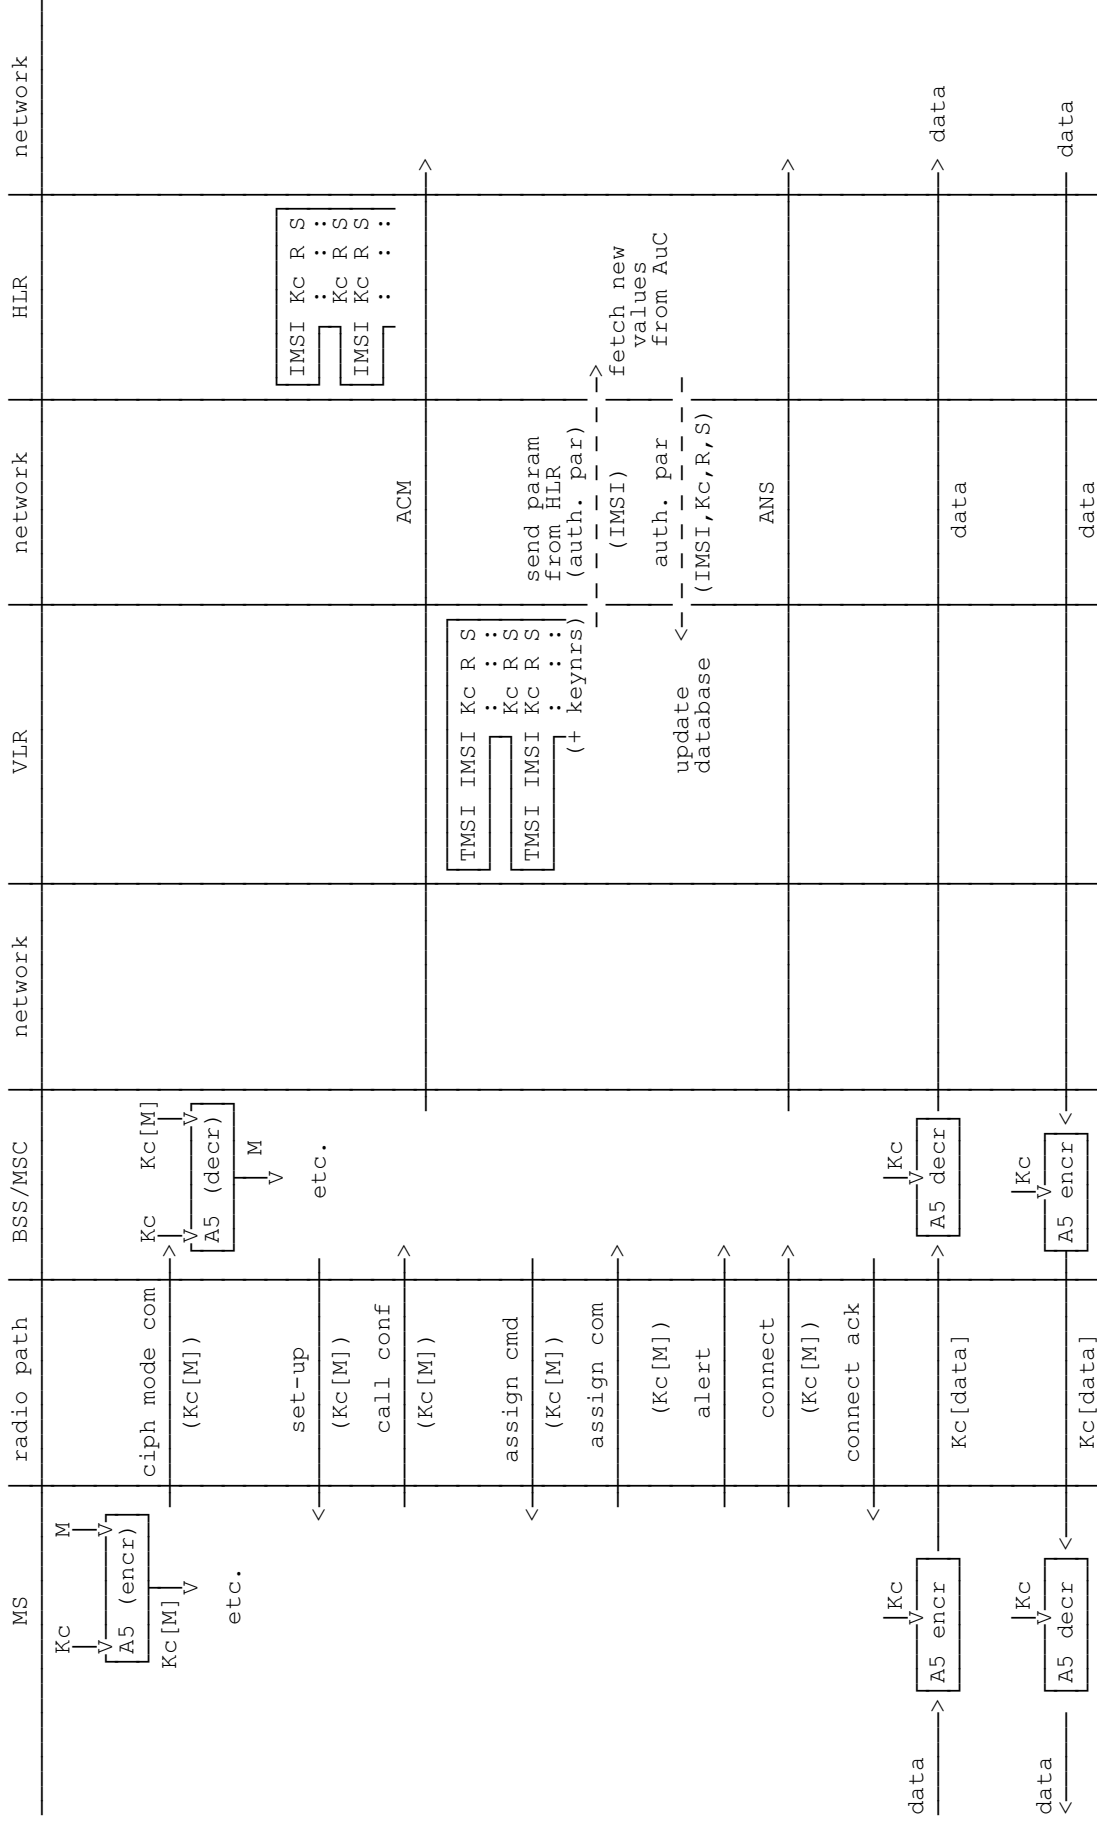 MS radio path BSS/MSC network VLR network HLR network
Kc M
A5 (encr)
Kc[M]
etc.
ciph mode com
(Kc[M])
Kc Kc[M]
A5 (decr)
M
etc.
IMSI Kc R S
: : :
Kc R S
IMSI Kc R S
: : :
set-up
(Kc[M])
call conf
(Kc[M])
ACM
TMSI IMSI Kc R S
: : :
Kc R S
TMSI IMSI Kc R S
: : :
(+ keynrs)
assign cmd
(Kc[M])
send param
from HLR
(auth. par)
(IMSI)
fetch new
values
from AuC
assign com
(Kc[M])
auth. par
(IMSI,Kc,R,S)
update
database
alert
connect
(Kc[M])
ANS
connect ack
Kc Kc
data A5 encr A5 decr data
Kc[data] data
Kc Kc
data A5 decr A5 encr data
Kc[data] data